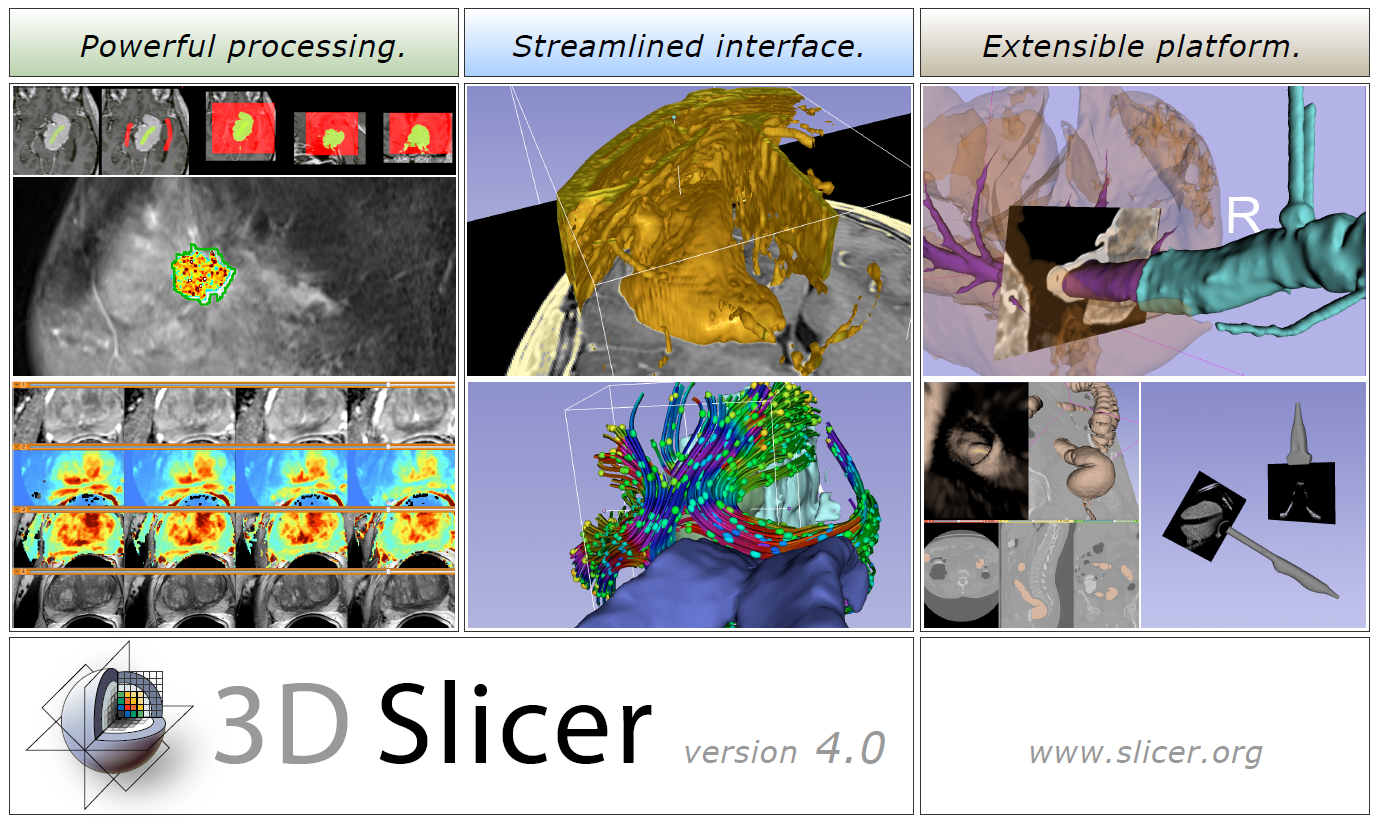 Powerful processing.
Streamlined interface.
Extensible platform.
R
3D Slicer version 4.0
www.slicer.org